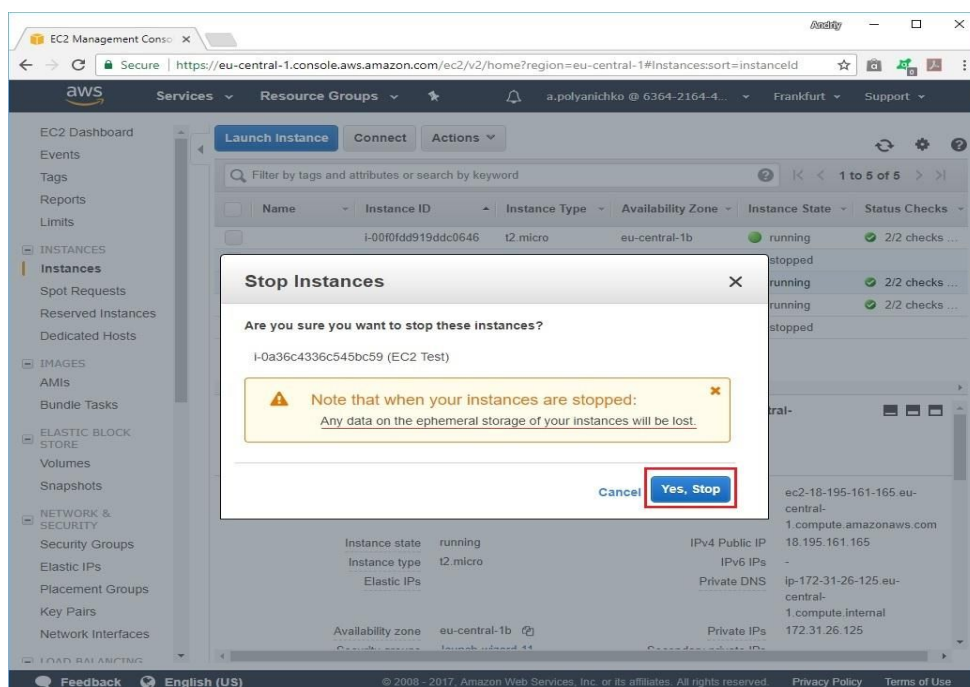 Andriy
EC2 Management Conso
Secure https://eu-central-1.console.aws.amazon.com/ec2/v2/home?region=eu-central-1#Instances:sort=instanceId
aws Services Resource Groups a.polyanichko @ 6364-2164-4... Frankfurt Support
EC2 Dashboard
Events
Tags
Reports
Limits
INSTANCES
Instances
Spot Requests
Reserved Instances
Dedicated Hosts
IMAGES
AMIs
Bundle Tasks
ELASTIC BLOCK
STORE
Volumes
Snapshots
NETWORK &
SECURITY
Security Groups
Elastic IPs
Placement Groups
Key Pairs
Network Interfaces
LOAD BALANCING
Launch Instance Connect Actions
Filter by tags and attributes or search by keyword 1 to 5 of 5
Name Instance ID Instance Type Availability Zone Instance State Status Checks
i-00f0fdd919ddc0646 t2.micro eu-central-1b running 2/2 checks ...
stopped
running 2/2 checks ...
running 2/2 checks ...
stopped
Stop Instances
Are you sure you want to stop these instances?
i-0a36c4336c545bc59 (EC2 Test)
Note that when your instances are stopped:
Any data on the ephemeral storage of your instances will be lost.
Cancel Yes, Stop
tral-
ec2-18-195-161-165.eu-
central-
1.compute.amazonaws.com
Instance state running IPv4 Public IP 18.195.161.165
Instance type t2.micro IPv6 IPs -
Elastic IPs Private DNS ip-172-31-26-125.eu-
central-
1.compute.internal
Availability zone eu-central-1b Private IPs 172.31.26.125
Feedback English (US) © 2008 - 2017, Amazon Web Services, Inc. or its affiliates. All rights reserved. Privacy Policy Terms of Use